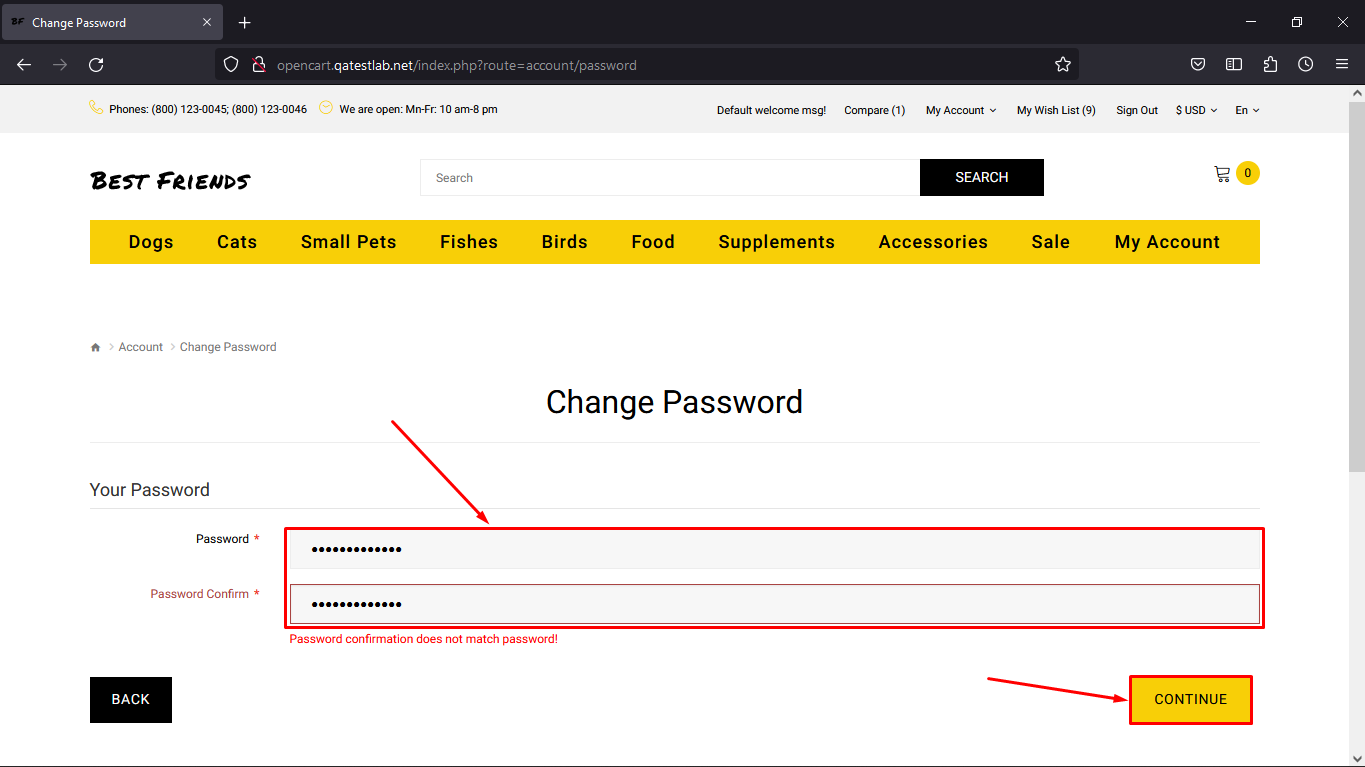 BF Change Password
opencart.qatestlab.net/index.php?route=account/password
Phones: (800) 123-0045; (800) 123-0046 We are open: Mn-Fr: 10 am-8 pm Default welcome msg! Compare (1) My Account My Wish List (9) Sign Out $ USD En
Best Friends Search SEARCH 0
Dogs Cats Small Pets Fishes Birds Food Supplements Accessories Sale My Account
Account Change Password
Change Password
Your Password
Password *
•••••••••••••
Password Confirm *
•••••••••••••
Password confirmation does not match password!
BACK CONTINUE